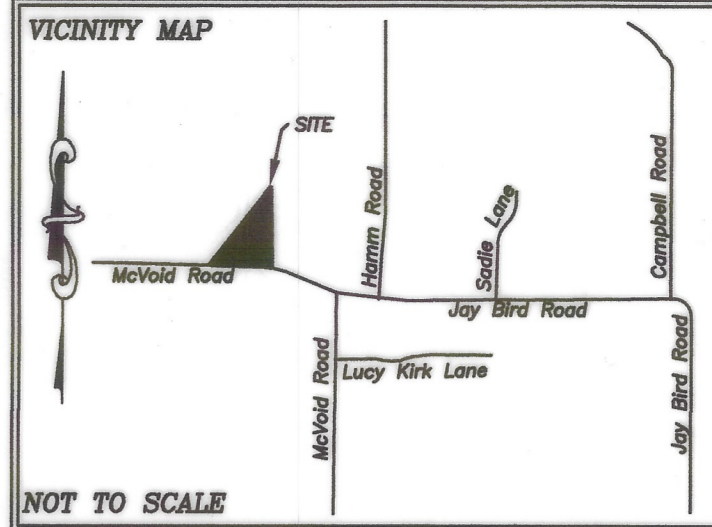 VICINITY MAP
SITE
McVoid Road
Hamm Road
Sadie Lane
Campbell Road
Jay Bird Road
McVoid Road
Lucy Kirk Lane
Jay Bird Road
NOT TO SCALE